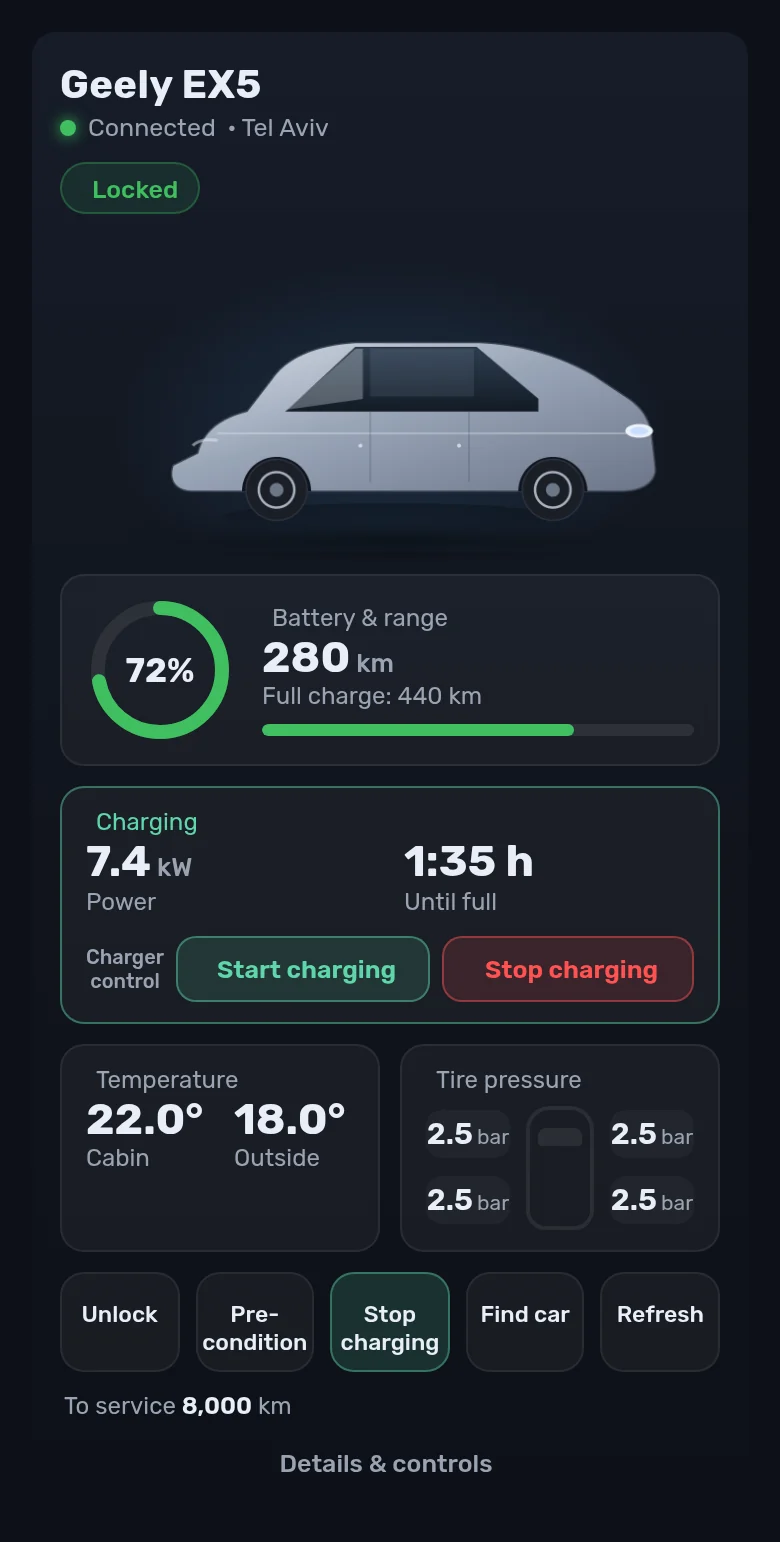 Geely EX5
Connected • Tel Aviv
Locked
72%
Battery & range
280 km
Full charge: 440 km
Charging
7.4 kW
Power
1:35 h
Until full
Charger
control
Start charging
Stop charging
Temperature
22.0° 18.0°
Cabin Outside
Tire pressure
2.5 bar 2.5 bar
2.5 bar 2.5 bar
Unlock
Pre-
condition
Stop
charging
Find car
Refresh
To service 8,000 km
Details & controls